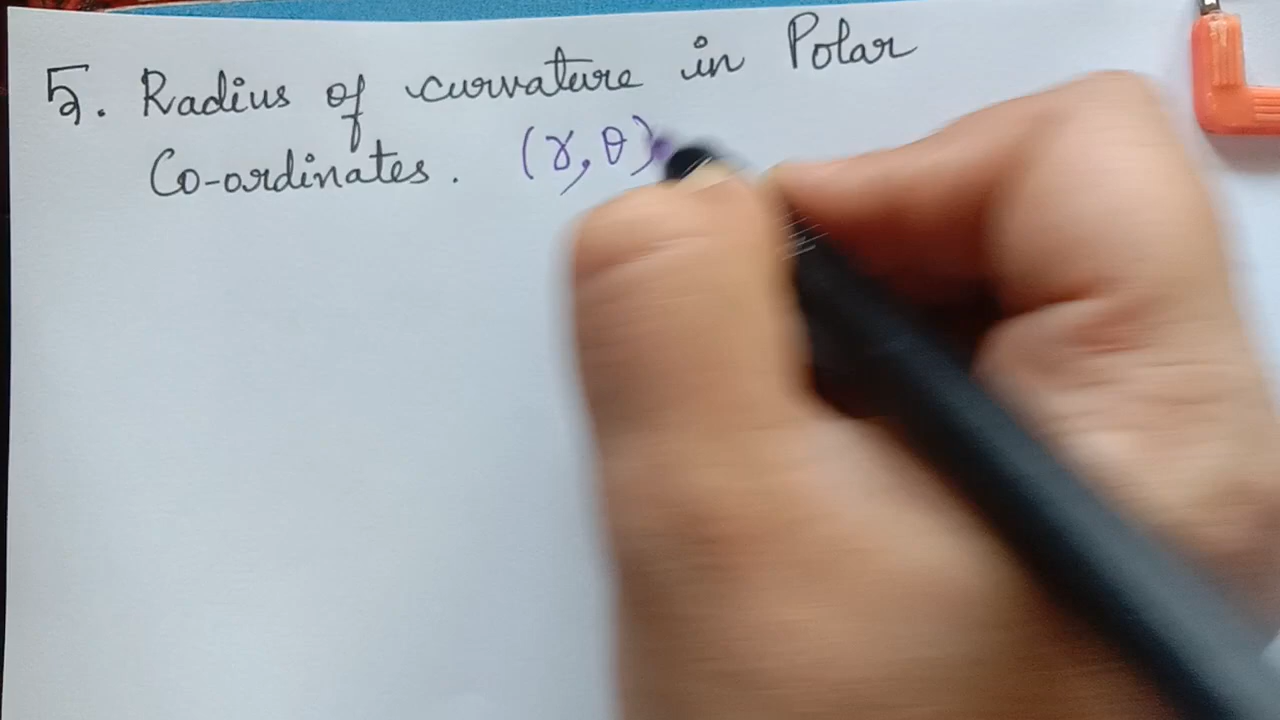 5. Radius of curvature in Polar
Co-ordinates. (r, θ)